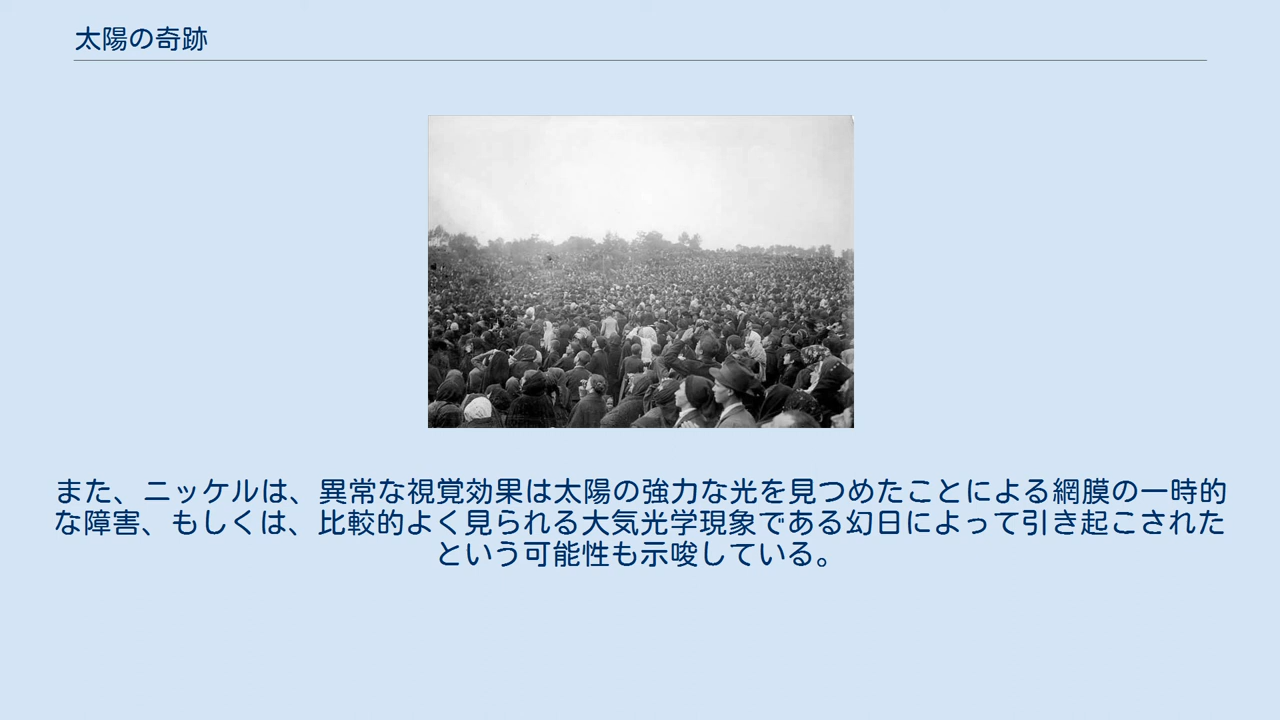 太陽の奇跡
また、ニッケルは、異常な視覚効果は太陽の強力な光を見つめたことによる網膜の一時的
な障害、もしくは、比較的よく見られる大気光学現象である幻日によって引き起こされた
という可能性も示唆している。